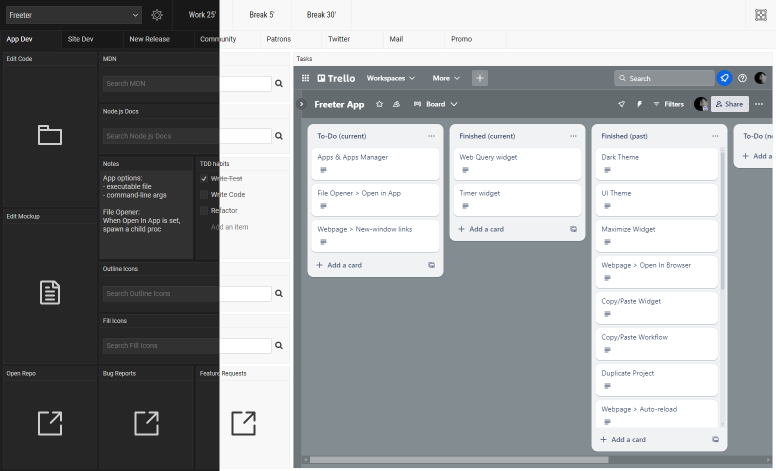 Freeter
Work 25'
Break 5'
Break 30'
App Dev
Site Dev
New Release
Community
Patrons
Twitter
Mail
Promo
Edit Code
MDN
Search MDN
Node.js Docs
Search Node.js Docs
Notes
App options:
- executable file
- command-line args
File Opener:
When Open In App is set,
spawn a child proc
TDD habits
Write Test
Write Code
Refactor
Add an item
Edit Mockup
Outline Icons
Search Outline Icons
Fill Icons
Search Fill Icons
Open Repo
Bug Reports
Feature Requests
Tasks
Trello
Workspaces
More
Search
Freeter App
Board
Filters
Share
To-Do (current)
Apps & Apps Manager
File Opener > Open in App
Webpage > New-window links
Add a card
Finished (current)
Web Query widget
Timer widget
Add a card
Finished (past)
Dark Theme
UI Theme
Maximize Widget
Webpage > Open In Browser
Copy/Paste Widget
Copy/Paste Workflow
Duplicate Project
Webpage > Auto-reload
Add a card
To-Do (ne
Add a